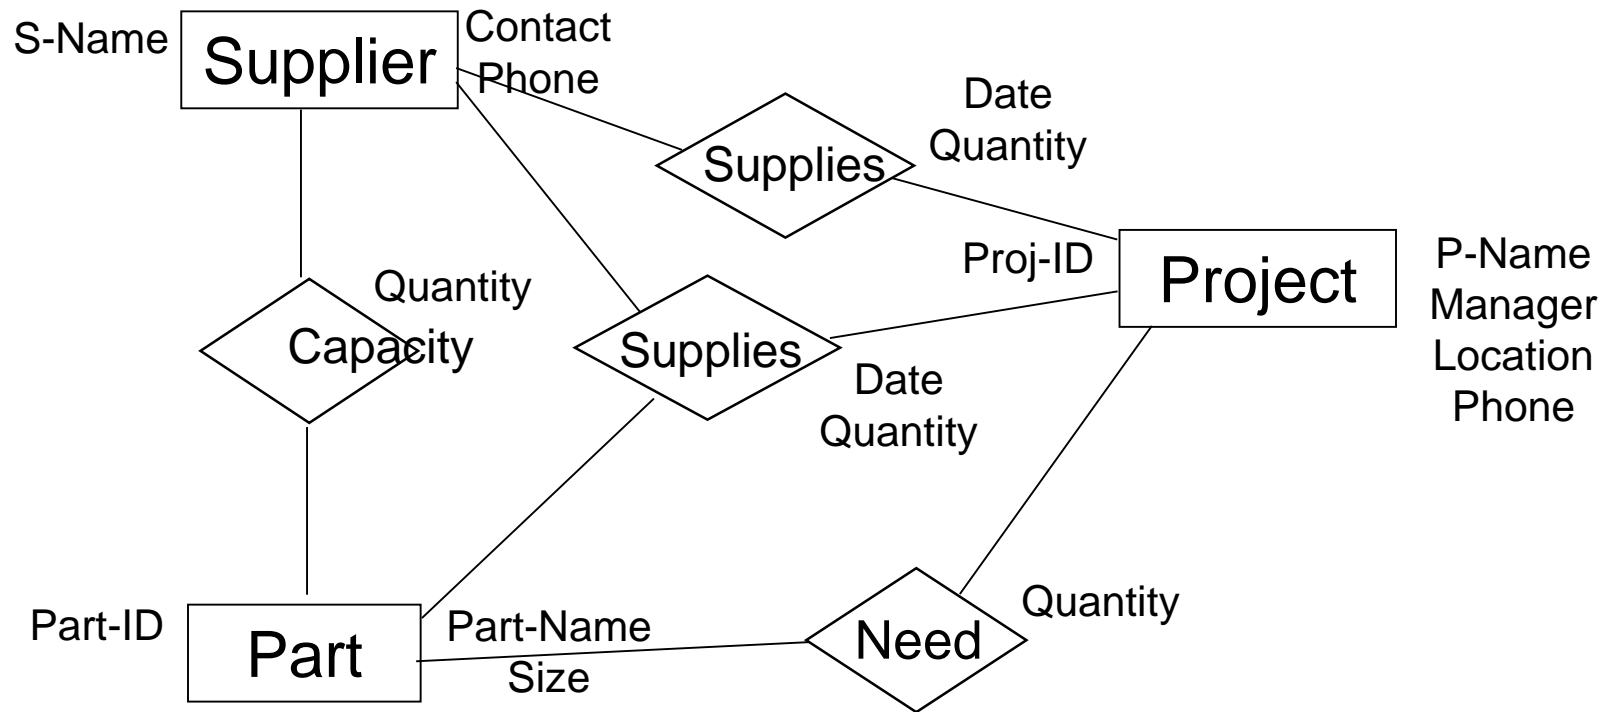 S-Name
Supplier
Contact
Phone
Date
Quantity
Supplies
Proj-ID
Project
P-Name
Manager
Location
Phone
Quantity
Capacity
Supplies
Date
Quantity
Part-ID
Part
Part-Name
Size
Need
Quantity